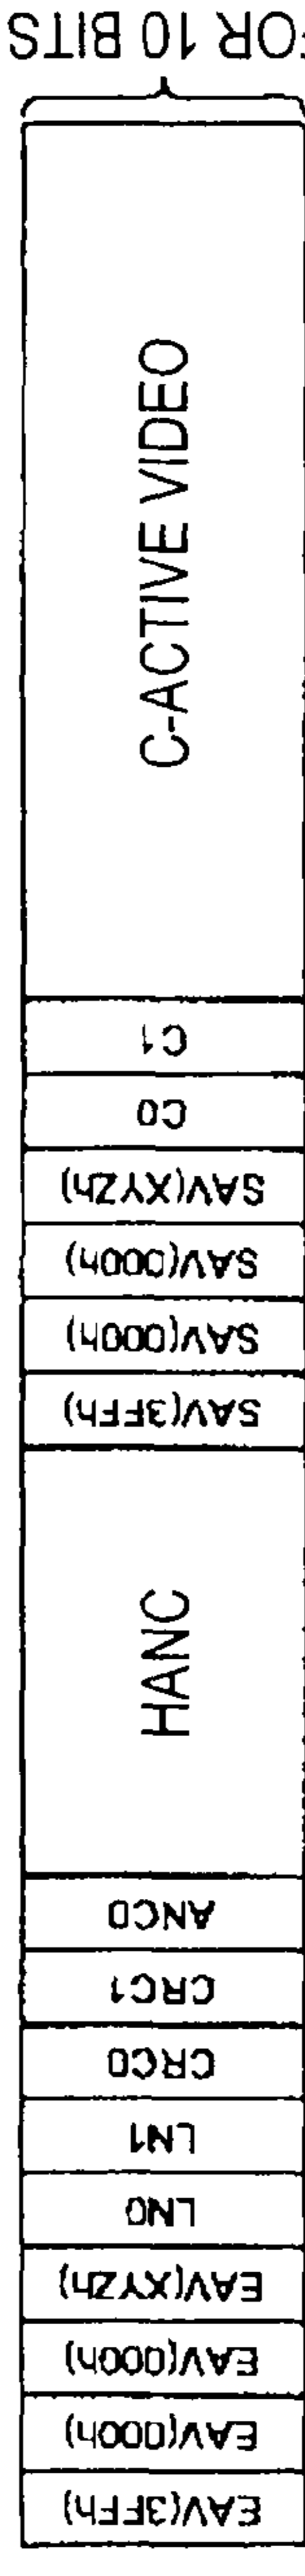 FOR 10 BITS
C-ACTIVE VIDEO
C1
C0
SAV(XYZh)
SAV(000h)
SAV(000h)
SAV(3FFh)
HANC
ANC0
CRC1
CRC0
LN1
LN0
EAV(XYZh)
EAV(000h)
EAV(000h)
EAV(3FFh)